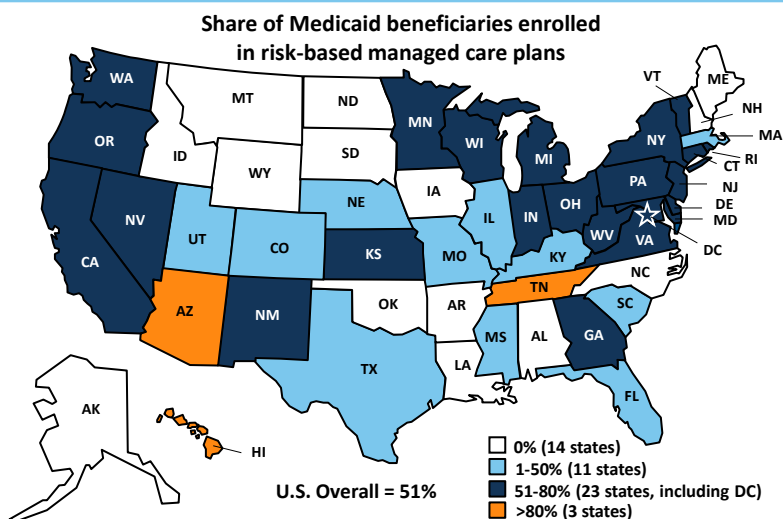 Share of Medicaid beneficiaries enrolled
in risk-based managed care plans
WA
MT
ND
MN
VT
ME
OR
ID
WY
SD
WI
MI
NY
NH
MA
RI
CT
NV
UT
CO
NE
IA
IL
IN
OH
PA
NJ
DE
MD
DC
CA
AZ
NM
KS
MO
KY
WV
VA
NC
TN
OK
AR
SC
TX
LA
MS
AL
GA
FL
AK
HI
U.S. Overall = 51%
0% (14 states)
1-50% (11 states)
51-80% (23 states, including DC)
>80% (3 states)